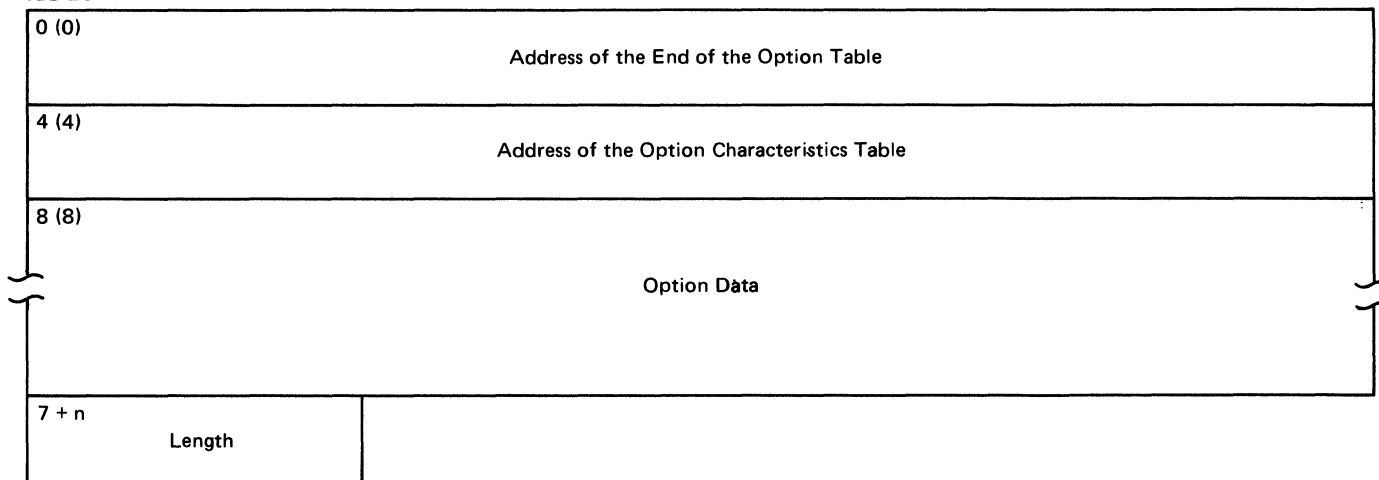 0 (0)
Address of the End of the Option Table
4 (4)
Address of the Option Characteristics Table
8 (8)
Option Data
7 + n
Length